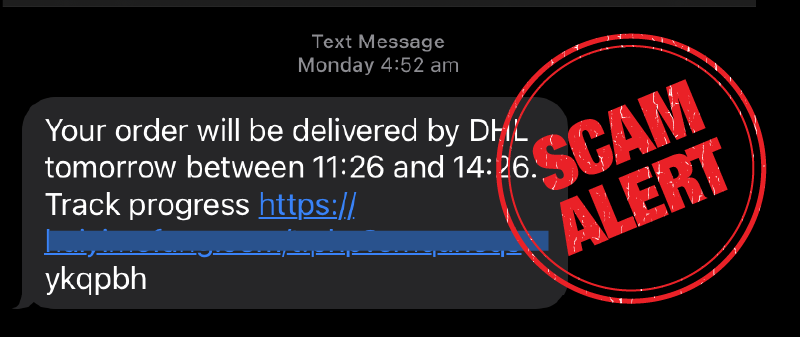 Text Message
Monday 4:52 am
Your order will be delivered by DHL
tomorrow between 11:26 and 14:26.
Track progress https://
ykqpbh
SCAM
ALERT